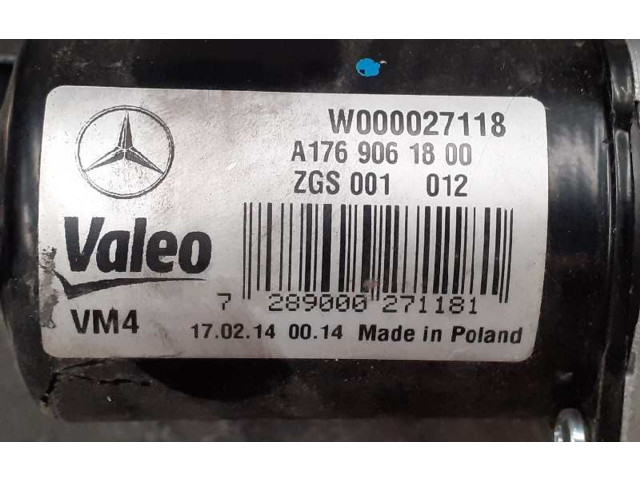 W000027118
A176 906 18 00
ZGS 001 012
Valeo
7 289000 271181
VM4
17.02.14 00.14 Made in Poland